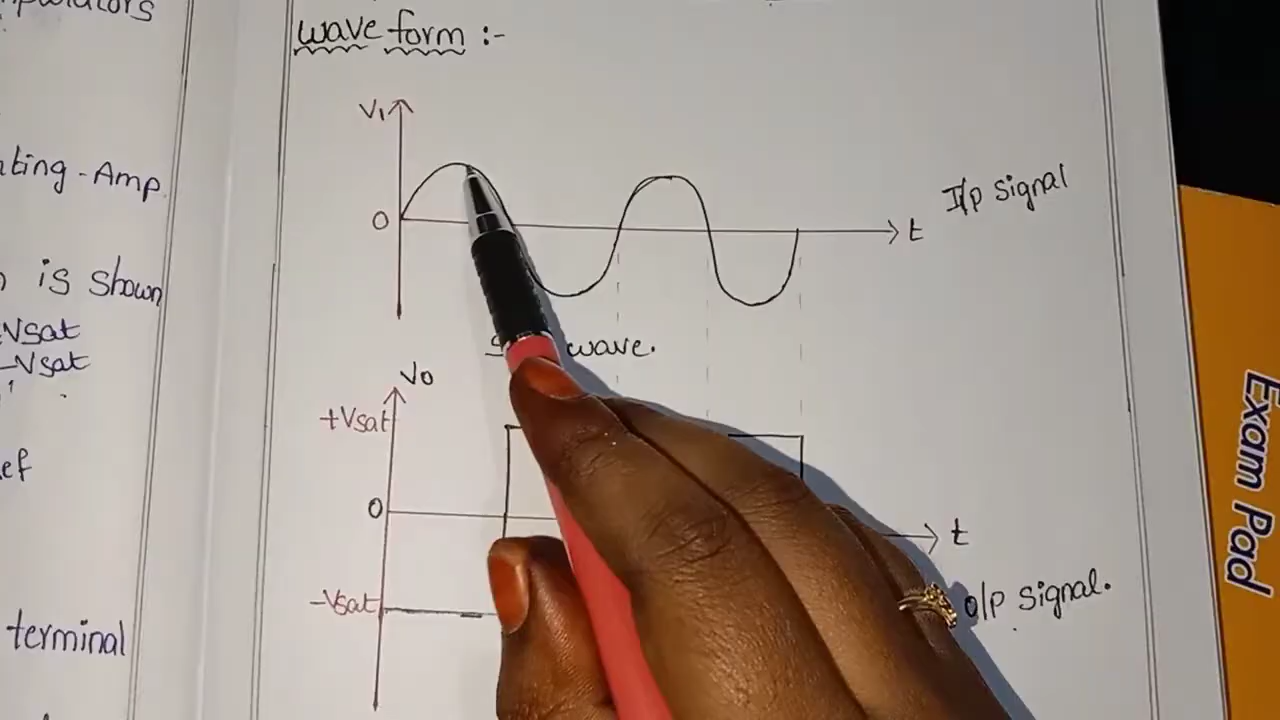 wave form :-
V1
0
t
I/p signal
wave.
Vo
+Vsat
0
t
-Vsat
O/P signal.
ating-Amp
is shown
Vsat
-Vsat
ef
terminal
Exam Pad